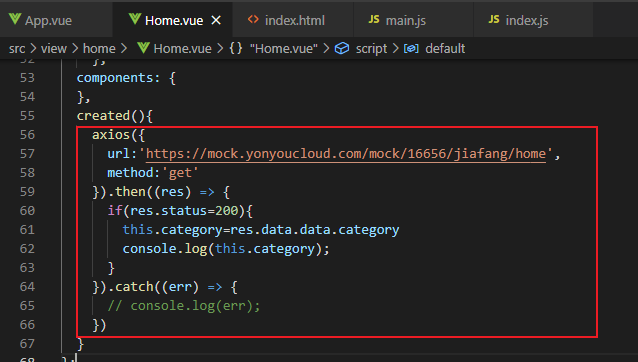 App.vue Home.vue × index.html JS main.js JS index.js
src > view > home > Home.vue > {} "Home.vue" > script > default
52 },
53 components: {
54 },
55 created(){
56 axios({
57 url:'https://mock.yonyoucloud.com/mock/16656/jiafang/home',
58 method:'get'
59 }).then((res) => {
60 if(res.status=200){
61 this.category=res.data.data.category
62 console.log(this.category);
63 }
64 }).catch((err) => {
65 // console.log(err);
66 })
67 }
68 };